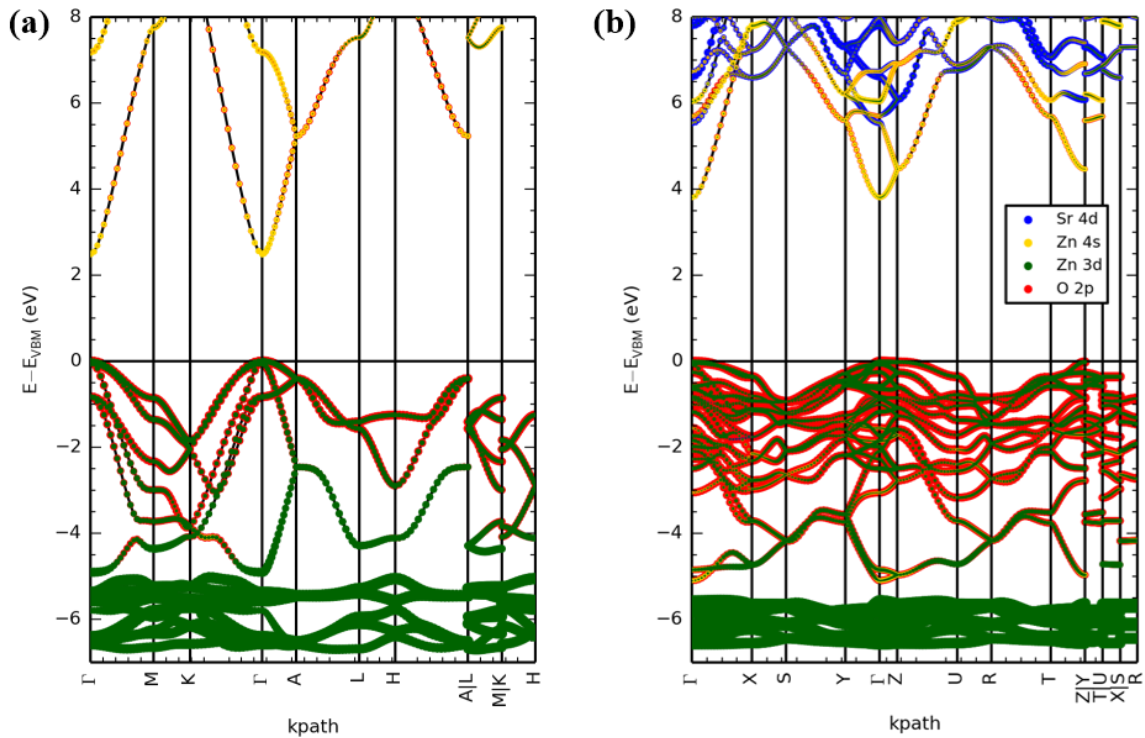 (a)
8
6
4
2
0
−2
−4
−6
E−E_VBM (eV)
Γ M K Γ A L H A|L M|K H
kpath
(b)
8
6
4
2
0
−2
−4
−6
E−E_VBM (eV)
Sr 4d
Zn 4s
Zn 3d
O 2p
Γ X S Y Γ Z U R T Z|Y T|U X|S R
kpath